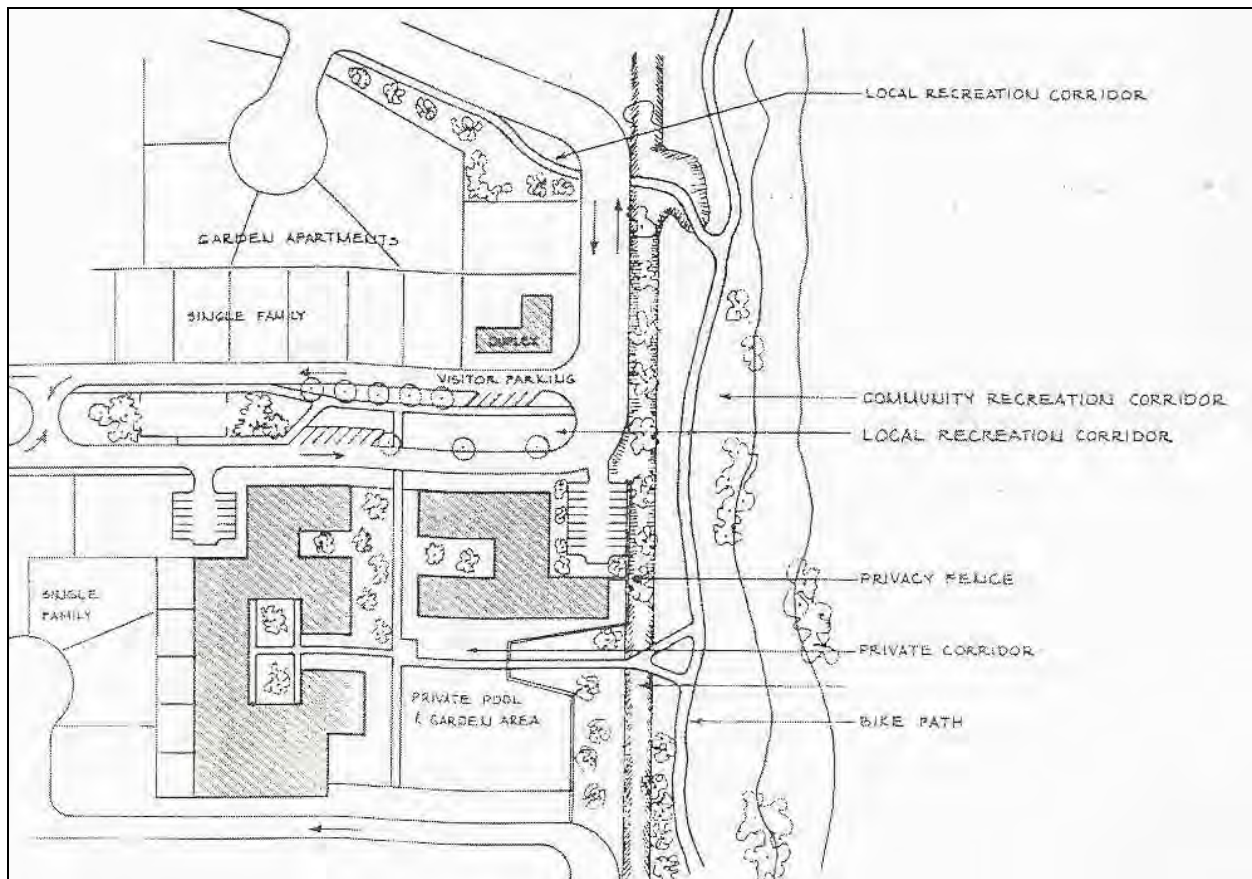 LOCAL RECREATION CORRIDOR
GARDEN APARTMENTS
SINGLE FAMILY
DUPLEX
VISITOR PARKING
COMMUNITY RECREATION CORRIDOR
LOCAL RECREATION CORRIDOR
PRIVACY FENCE
SINGLE
FAMILY
PRIVATE CORRIDOR
PRIVATE POOL
& GARDEN AREA
BIKE PATH